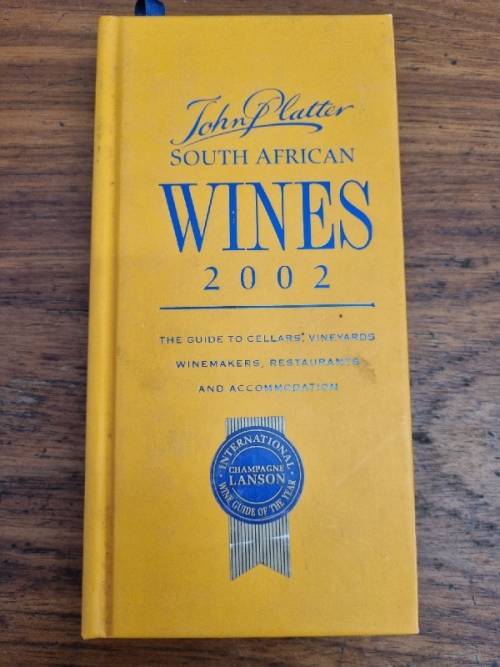 John Platter
SOUTH AFRICAN
WINES
2002
THE GUIDE TO CELLARS, VINEYARDS
WINEMAKERS, RESTAURANTS
AND ACCOMMODATION
INTERNATIONAL
CHAMPAGNE
LANSON
WINE GUIDE OF THE YEAR